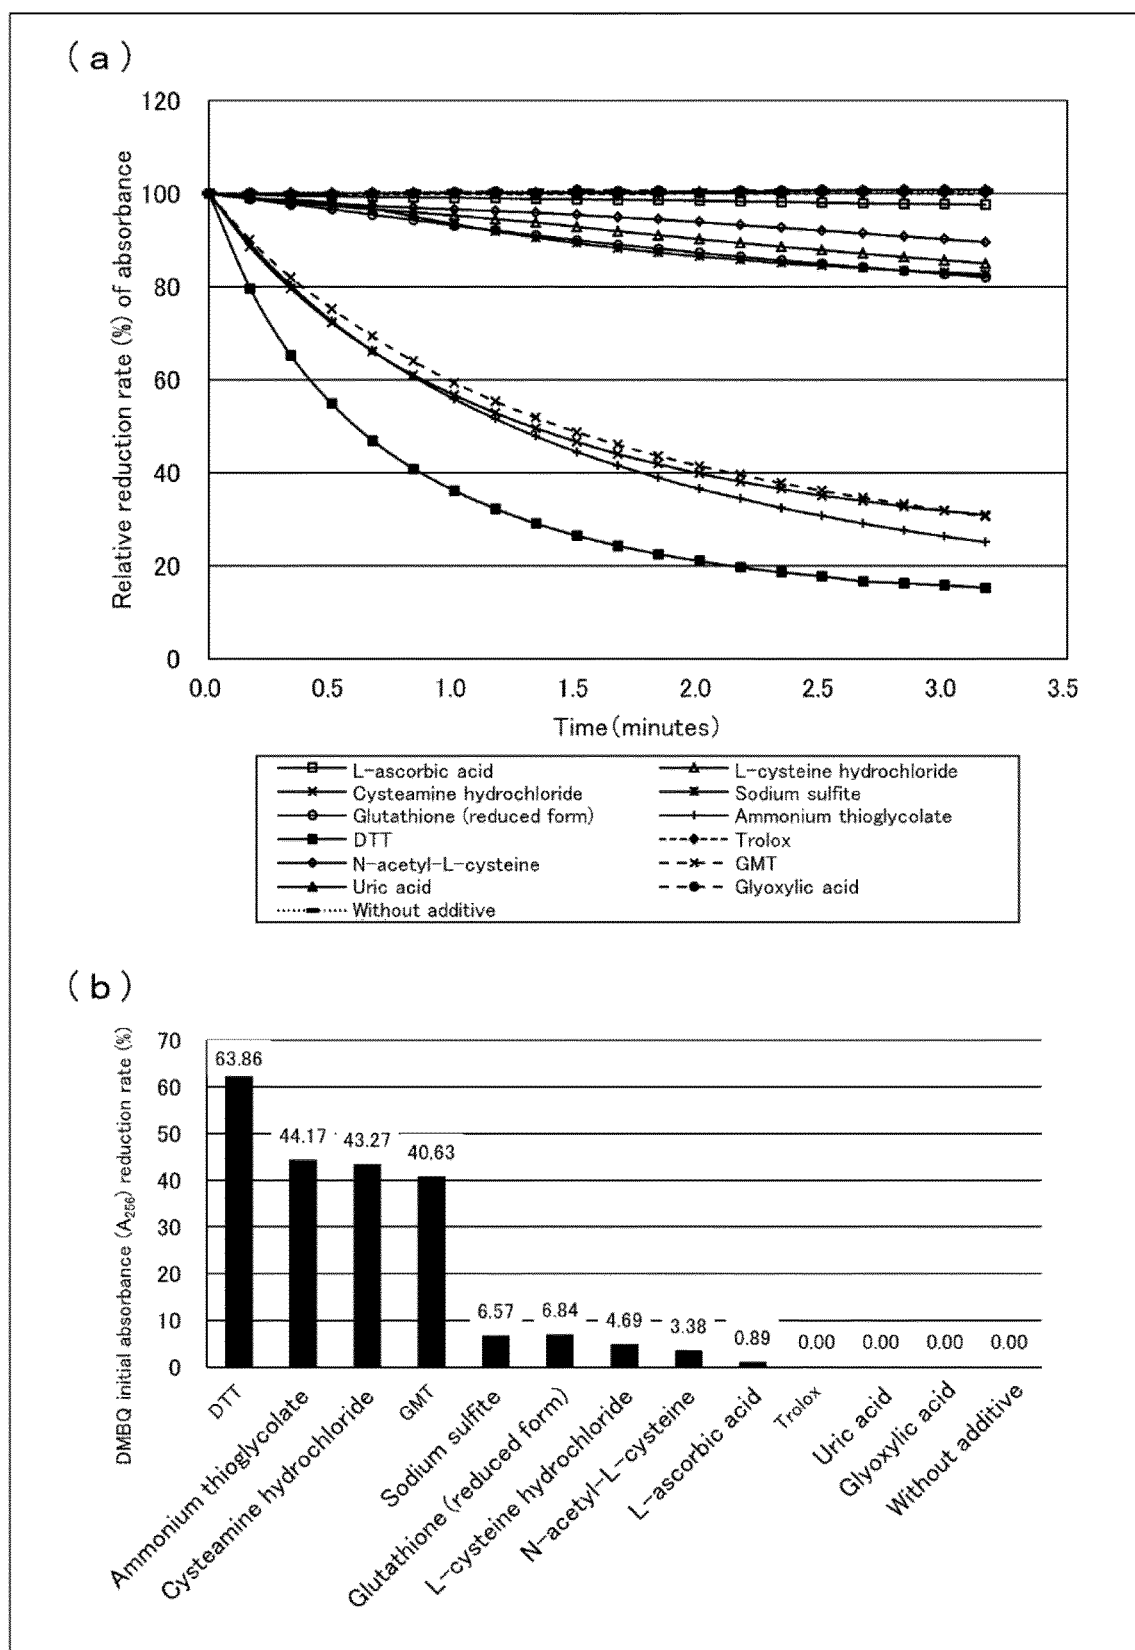 (a)
Relative reduction rate (%) of absorbance
120
100
80
60
40
20
0
0.0 0.5 1.0 1.5 2.0 2.5 3.0 3.5
Time (minutes)
L-ascorbic acid L-cysteine hydrochloride
Cysteamine hydrochloride Sodium sulfite
Glutathione (reduced form) Ammonium thioglycolate
DTT Trolox
N-acetyl-L-cysteine GMT
Uric acid Glyoxylic acid
Without additive
(b)
DMBQ initial absorbance (A256) reduction rate (%)
70
60
50
40
30
20
10
0
63.86 44.17 43.27 40.63 6.57 6.84 4.69 3.38 0.89 0.00 0.00 0.00 0.00
DTT
Ammonium thioglycolate
Cysteamine hydrochloride
GMT
Sodium sulfite
Glutathione (reduced form)
L-cysteine hydrochloride
N-acetyl-L-cysteine
L-ascorbic acid
Trolox
Uric acid
Glyoxylic acid
Without additive